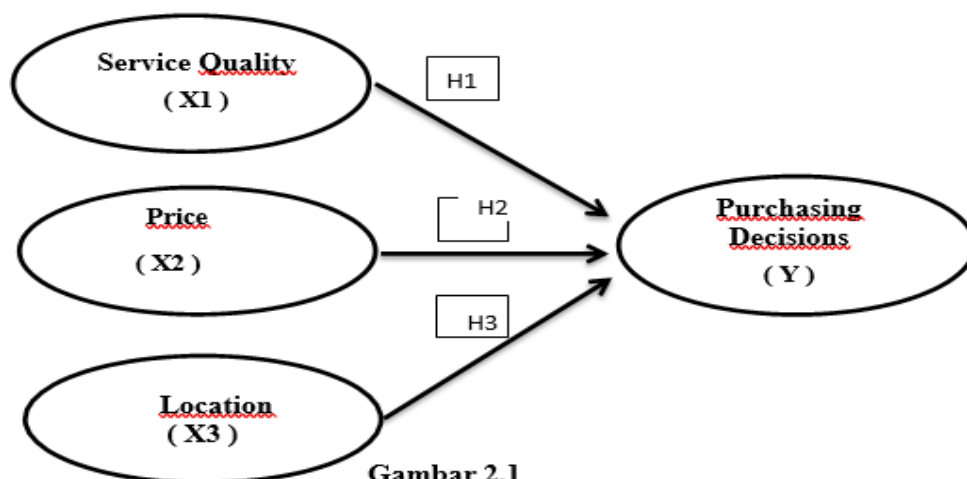 Service Quality
( X1 )
H1
Price
( X2 )
H2
Purchasing
Decisions
( Y )
H3
Location
( X3 )
Gambar 2.1